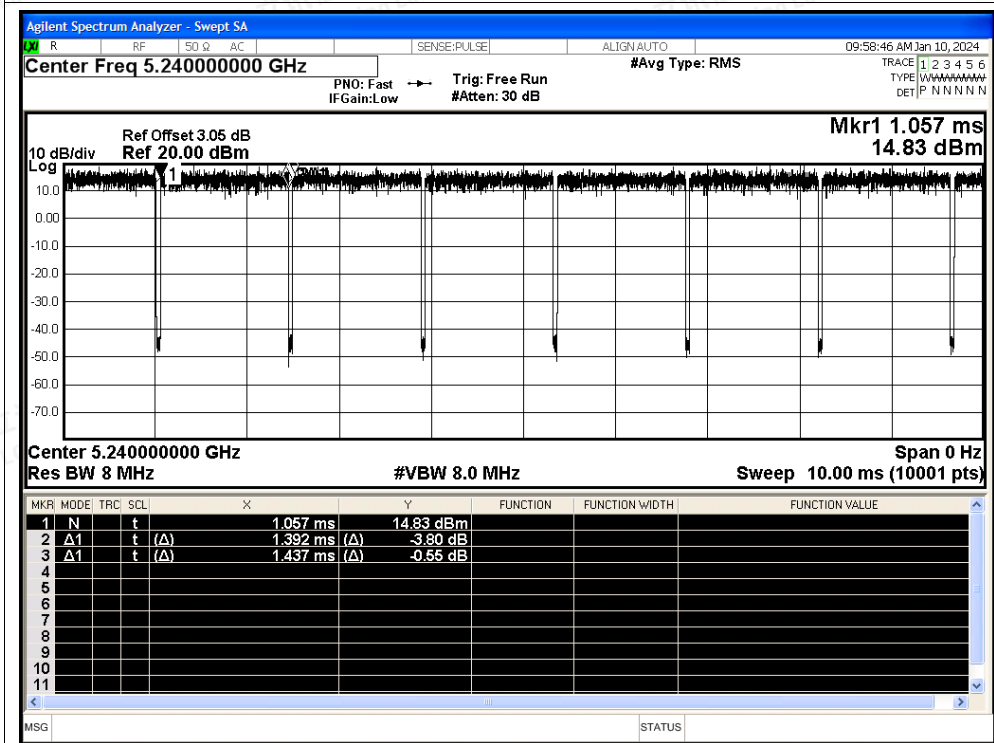 Agilent Spectrum Analyzer - Swept SA
LXI R RF 50 Ω AC SENSE:PULSE ALIGN AUTO 09:58:46 AM Jan 10, 2024
Center Freq 5.240000000 GHz #Avg Type: RMS TRACE 1 2 3 4 5 6
PNO: Fast Trig: Free Run TYPE
IFGain:Low #Atten: 30 dB DET P N N N N N
Mkr1 1.057 ms
Ref Offset 3.05 dB
10 dB/div Ref 20.00 dBm 14.83 dBm
Log
1
10.0
0.00
-10.0
-20.0
-30.0
-40.0
-50.0
-60.0
-70.0
Center 5.240000000 GHz Span 0 Hz
Res BW 8 MHz #VBW 8.0 MHz Sweep 10.00 ms (10001 pts)
MKR MODE TRC SCL X Y FUNCTION FUNCTION WIDTH FUNCTION VALUE
1 N t 1.057 ms 14.83 dBm
2 Δ1 t (Δ) 1.392 ms (Δ) -3.80 dB
3 Δ1 t (Δ) 1.437 ms (Δ) -0.55 dB
4
5
6
7
8
9
10
11
MSG STATUS